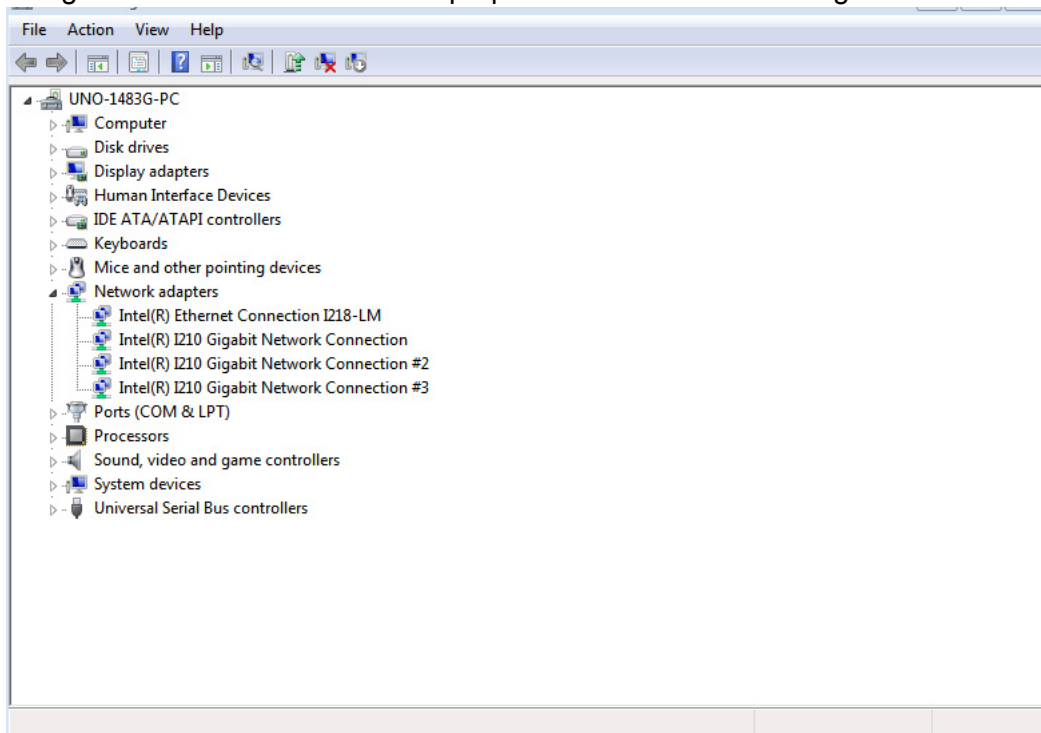 File Action View Help
UNO-1483G-PC
Computer
Disk drives
Display adapters
Human Interface Devices
IDE ATA/ATAPI controllers
Keyboards
Mice and other pointing devices
Network adapters
Intel(R) Ethernet Connection I218-LM
Intel(R) I210 Gigabit Network Connection
Intel(R) I210 Gigabit Network Connection #2
Intel(R) I210 Gigabit Network Connection #3
Ports (COM & LPT)
Processors
Sound, video and game controllers
System devices
Universal Serial Bus controllers